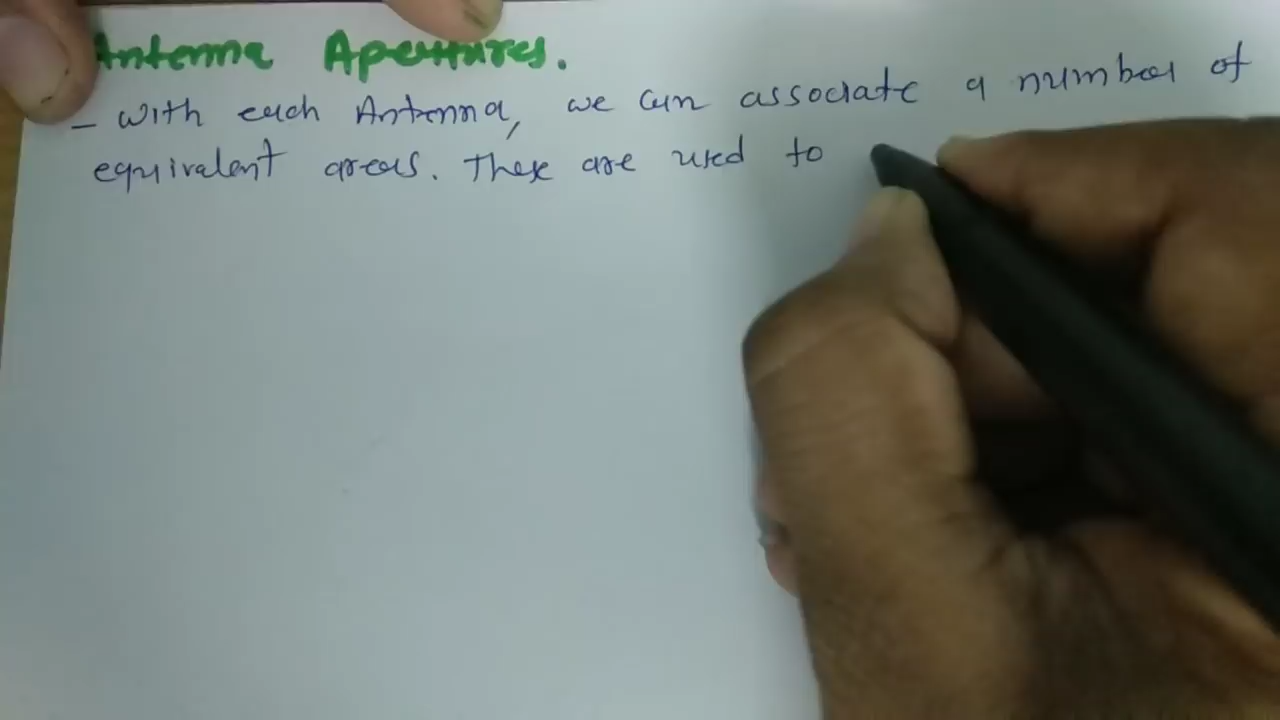 Antenna Apertures.
- with each Antenna, we can associate a number of
equivalent areas. These are used to